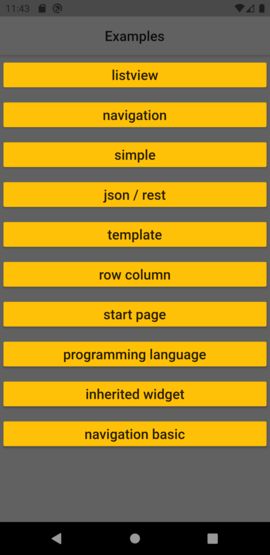 11:43
Examples
listview
navigation
simple
json / rest
template
row column
start page
programming language
inherited widget
navigation basic